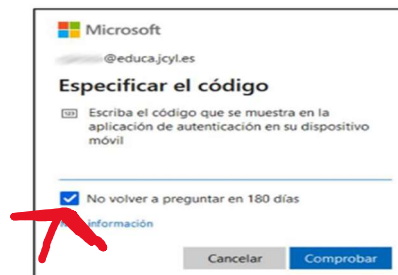 Microsoft
@educa.jcyl.es
Especificar el código
Escriba el código que se muestra en la
aplicación de autenticación en su dispositivo
móvil
No volver a preguntar en 180 días
información
Cancelar Comprobar